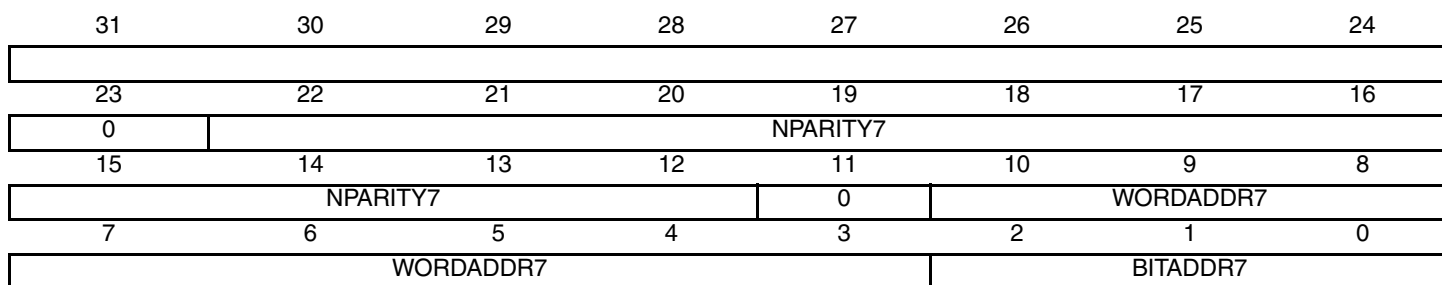 31 30 29 28 27 26 25 24
23 22 21 20 19 18 17 16
0 NPARITY7
15 14 13 12 11 10 9 8
NPARITY7 0 WORDADDR7
7 6 5 4 3 2 1 0
WORDADDR7 BITADDR7